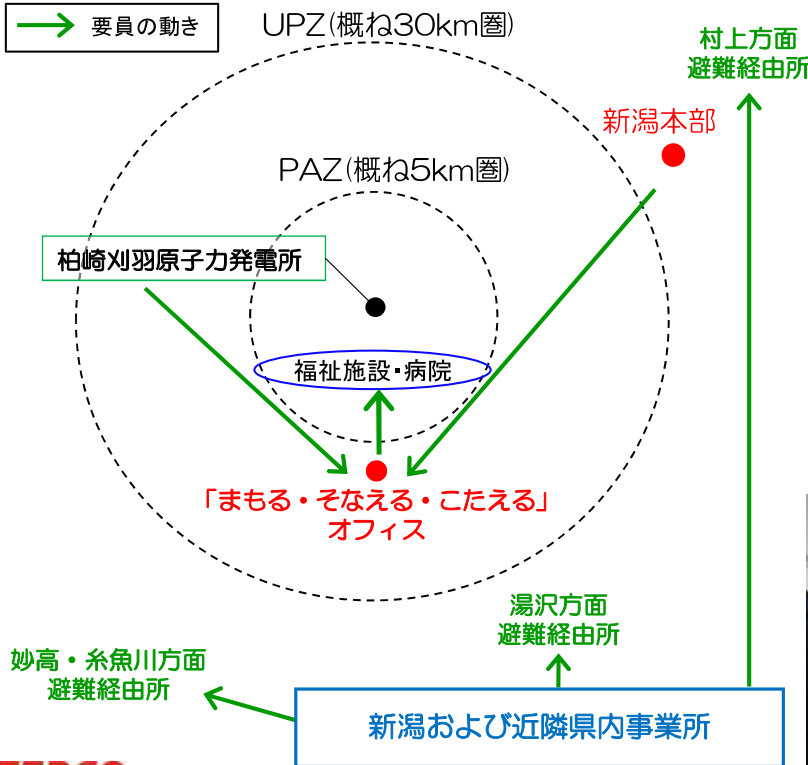 要員の動き
UPZ(概ね30km圏)
村上方面
避難経由所
新潟本部
PAZ(概ね5km圏)
柏崎刈羽原子力発電所
福祉施設・病院
「まもる・そなえる・こたえる」
オフィス
湯沢方面
避難経由所
妙高・糸魚川方面
避難経由所
新潟および近隣県内事業所